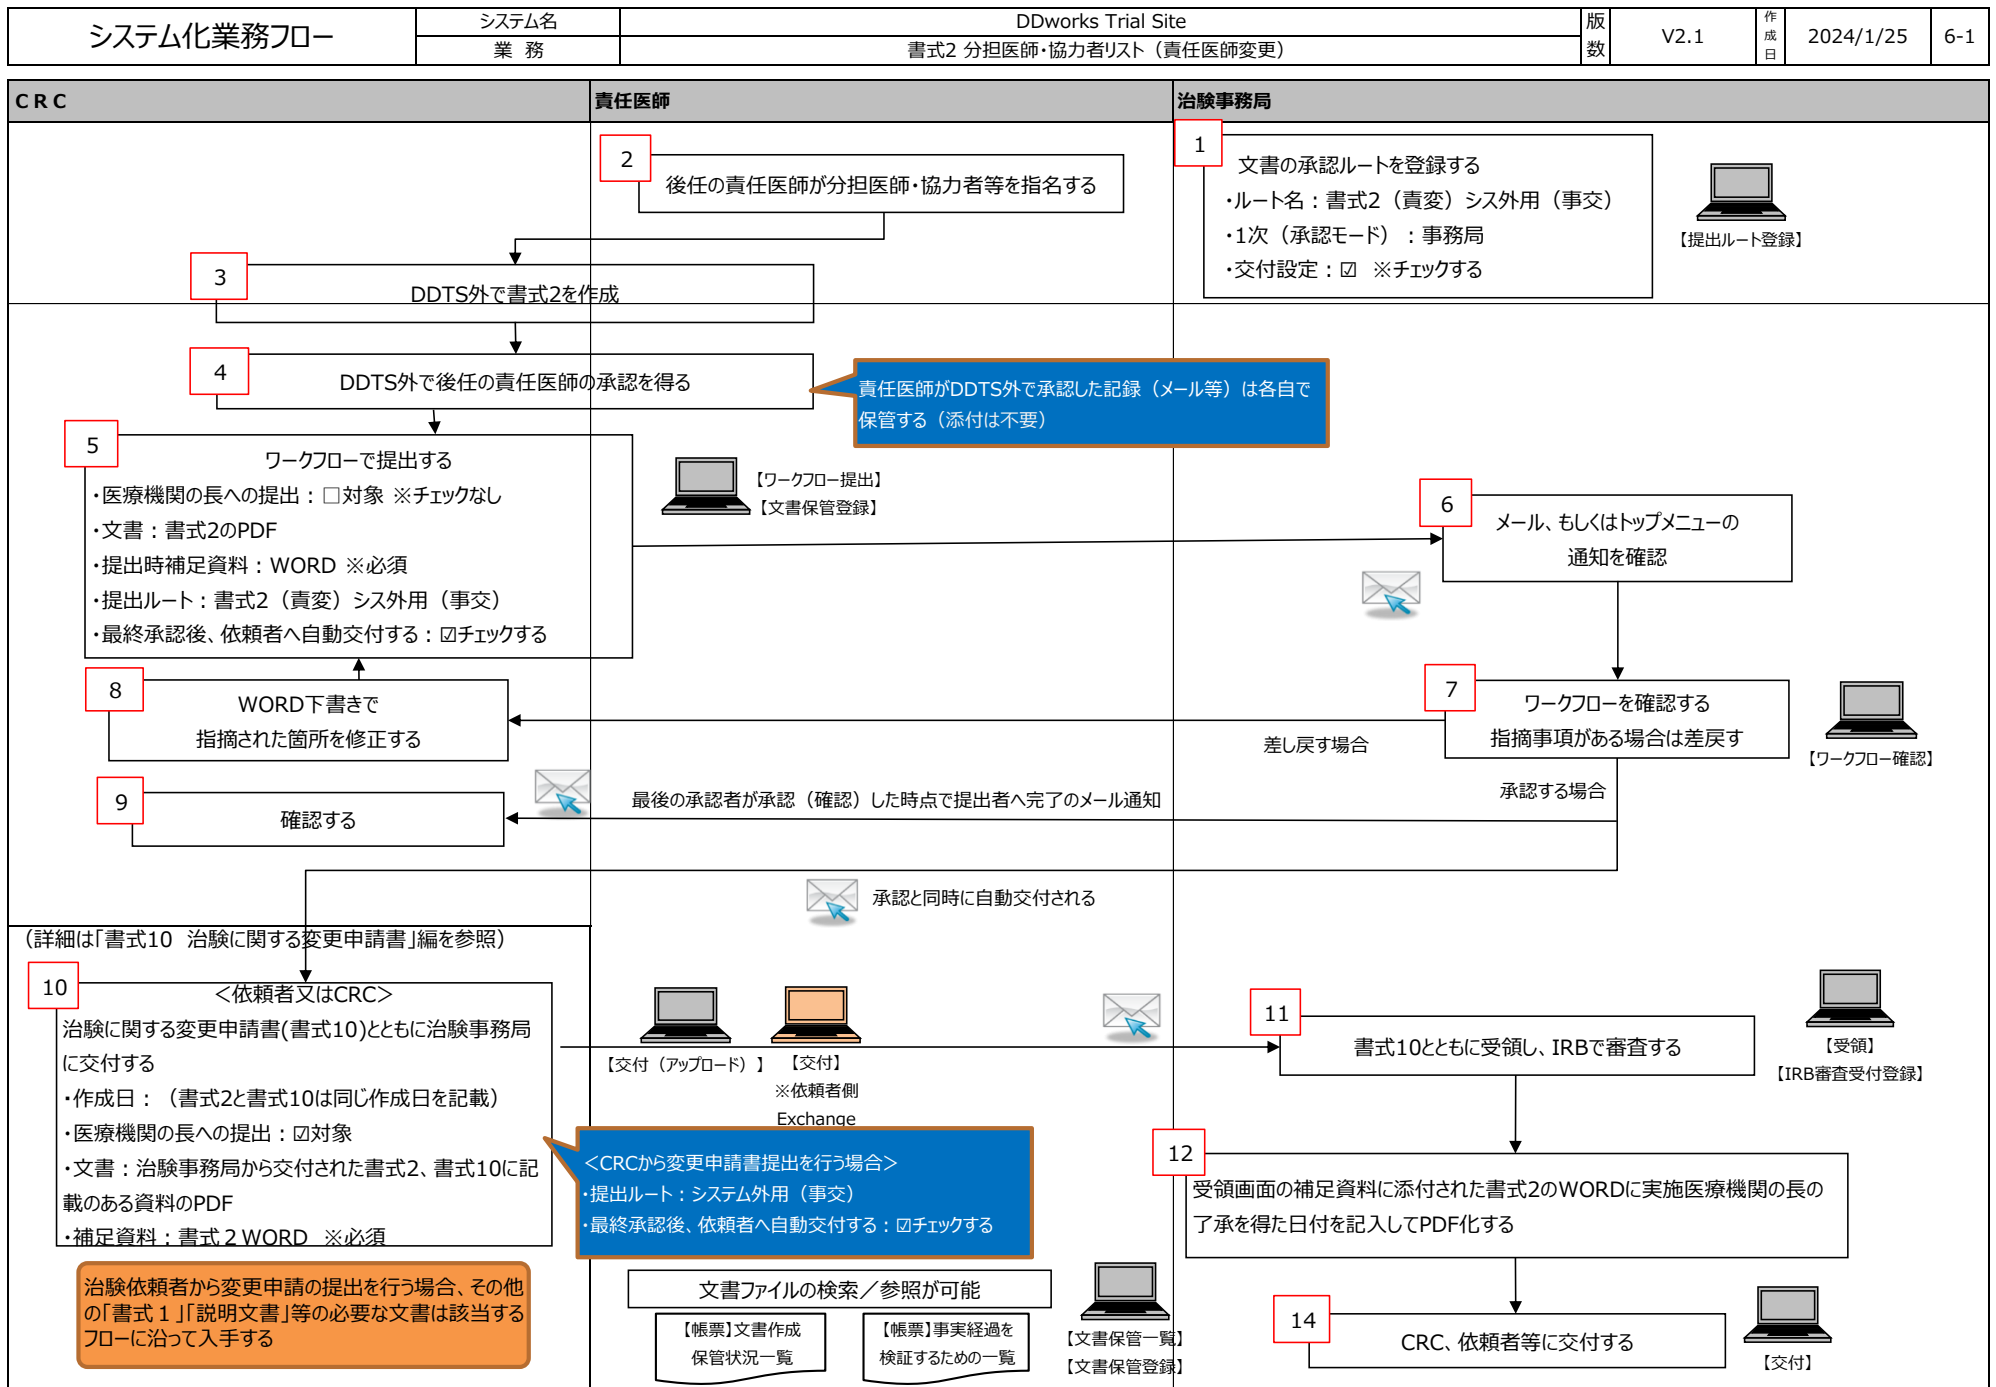 システム化業務フロー
システム名
DDworks Trial Site
業 務
書式2 分担医師・協力者リスト（責任医師変更）
版数
V2.1
作成日
2024/1/25
6-1
ＣＲＣ
責任医師
治験事務局
1
文書の承認ルートを登録する
・ルート名：書式2（責変）シス外用（事交）
・1次（承認モード）：事務局
・交付設定：☑ ※チェックする
【提出ルート登録】
2
後任の責任医師が分担医師・協力者等を指名する
3
DDTS外で書式2を作成
4
DDTS外で後任の責任医師の承認を得る
責任医師がDDTS外で承認した記録（メール等）は各自で
保管する（添付は不要）
5
ワークフローで提出する
・医療機関の長への提出：□対象 ※チェックなし
・文書：書式2のPDF
・提出時補足資料：WORD ※必須
・提出ルート：書式2（責変）シス外用（事交）
・最終承認後、依頼者へ自動交付する：☑チェックする
【ワークフロー提出】
【文書保管登録】
6
メール、もしくはトップメニューの
通知を確認
7
ワークフローを確認する
指摘事項がある場合は差戻す
【ワークフロー確認】
差し戻す場合
承認する場合
8
WORD下書きで
指摘された箇所を修正する
9
確認する
最後の承認者が承認（確認）した時点で提出者へ完了のメール通知
承認と同時に自動交付される
（詳細は「書式10 治験に関する変更申請書」編を参照）
10
＜依頼者又はCRC＞
治験に関する変更申請書(書式10)とともに治験事務局
に交付する
・作成日：（書式2と書式10は同じ作成日を記載）
・医療機関の長への提出：☑対象
・文書：治験事務局から交付された書式2、書式10に記
載のある資料のPDF
・補足資料：書式２WORD ※必須
【交付（アップロード）】
【交付】
※依頼者側
Exchange
＜CRCから変更申請書提出を行う場合＞
・提出ルート：システム外用（事交）
・最終承認後、依頼者へ自動交付する：☑チェックする
11
書式10とともに受領し、IRBで審査する
【受領】
【IRB審査受付登録】
12
受領画面の補足資料に添付された書式2のWORDに実施医療機関の長の
了承を得た日付を記入してPDF化する
治験依頼者から変更申請の提出を行う場合、その他
の「書式１」「説明文書」等の必要な文書は該当する
フローに沿って入手する
文書ファイルの検索／参照が可能
【帳票】文書作成
保管状況一覧
【帳票】事実経過を
検証するための一覧
【文書保管一覧】
【文書保管登録】
14
CRC、依頼者等に交付する
【交付】